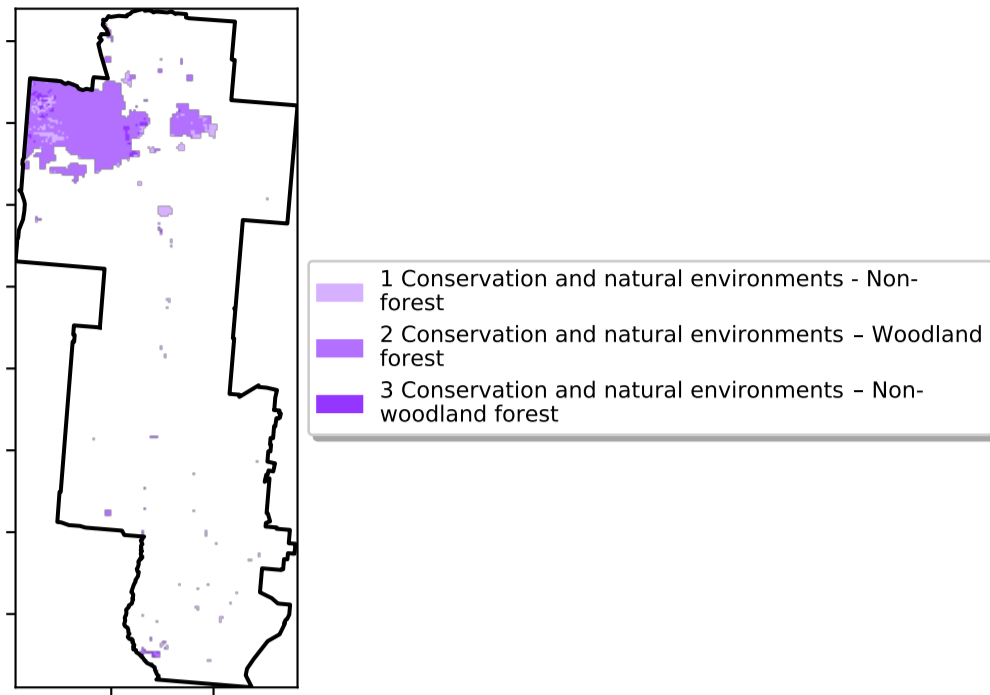 1 Conservation and natural environments - Non-
forest
2 Conservation and natural environments – Woodland
forest
3 Conservation and natural environments – Non-
woodland forest